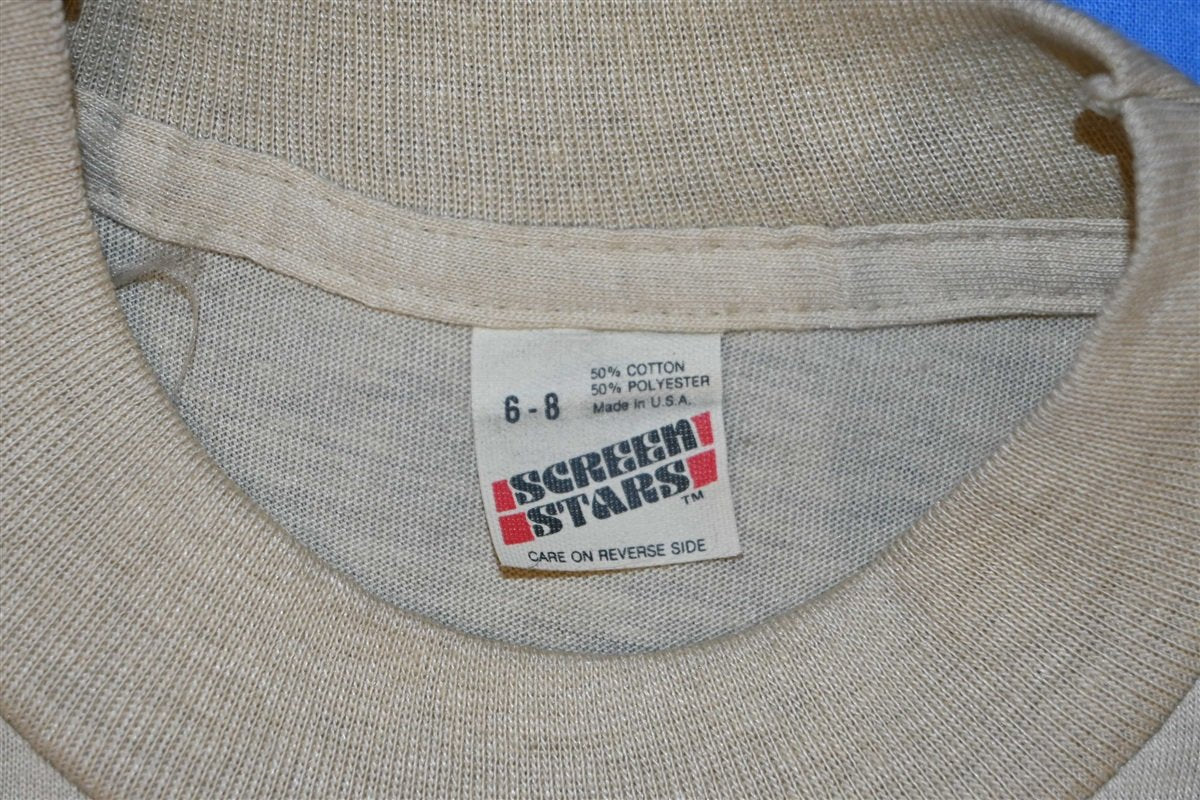 50% COTTON
50% POLYESTER
6 - 8
Made In U.S.A.
SCREEN
STARS
TM
CARE ON REVERSE SIDE